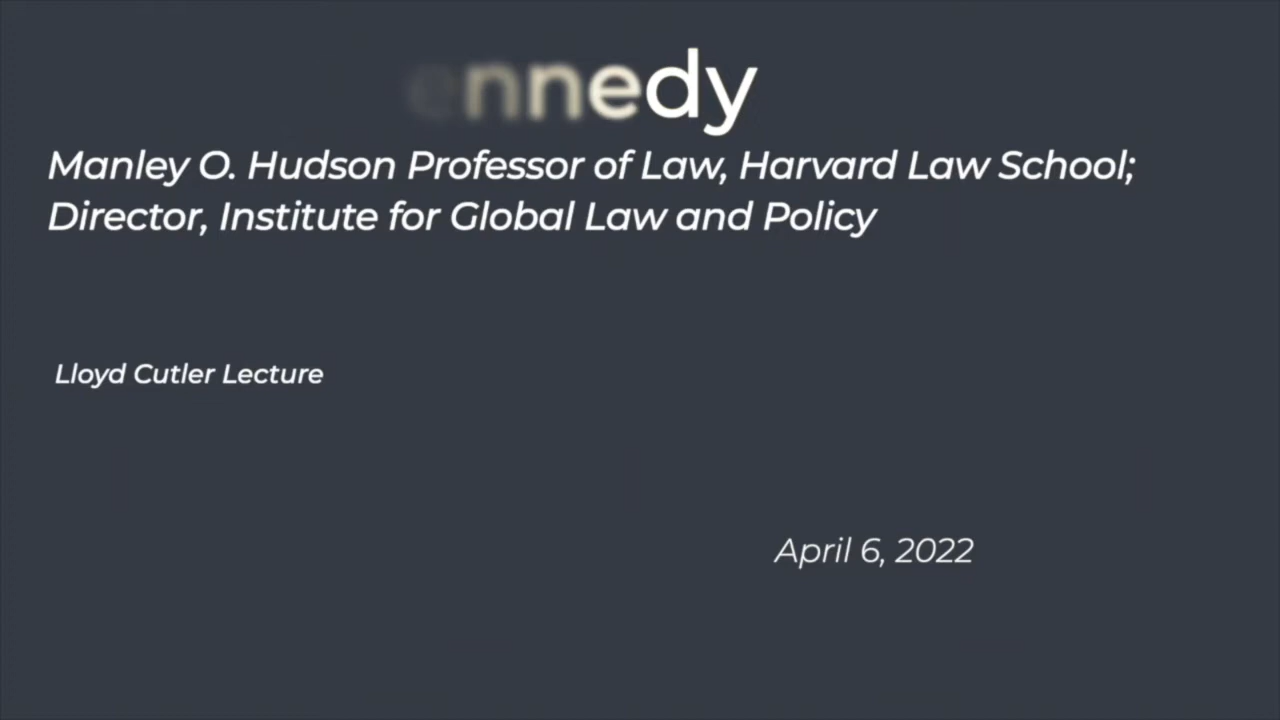 ennedy
Manley O. Hudson Professor of Law, Harvard Law School;
Director, Institute for Global Law and Policy
Lloyd Cutler Lecture
April 6, 2022